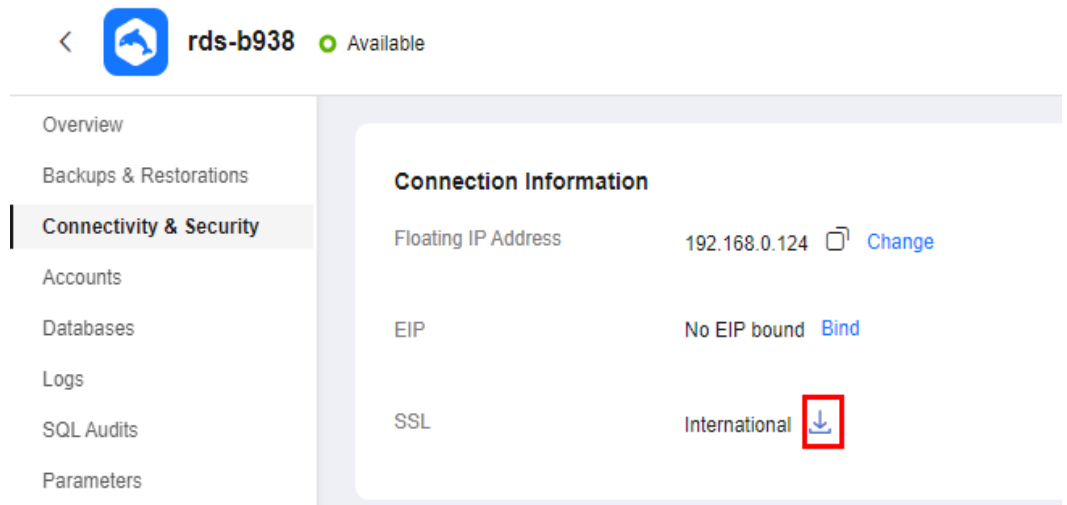 rds-b938 Available
Overview
Backups & Restorations
Connectivity & Security
Accounts
Databases
Logs
SQL Audits
Parameters
Connection Information
Floating IP Address 192.168.0.124 Change
EIP No EIP bound Bind
SSL International